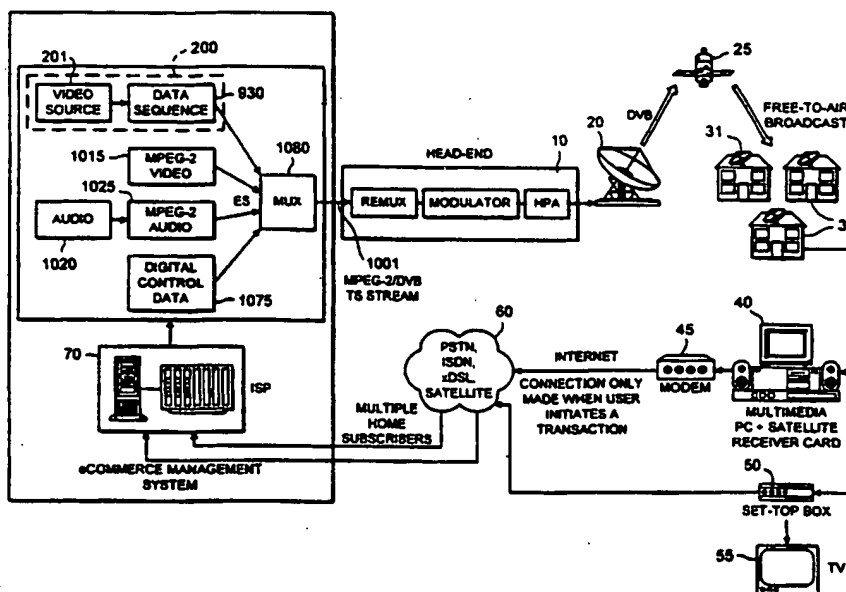 201
200
VIDEO
SOURCE
DATA
SEQUENCE
930
1015
MPEG-2
VIDEO
1080
1025
AUDIO
MPEG-2
AUDIO
ES
MUX
1020
DIGITAL
CONTROL
DATA
1075
HEAD-END
10
REMUX
MODULATOR
HPA
1001
MPEG-2/DVB
TS STREAM
20
DVB
25
FREE-TO-AIR
BROADCAST
31
3
70
ISP
eCOMMERCE MANAGEMENT
SYSTEM
MULTIPLE
HOME
SUBSCRIBERS
60
PSTN,
ISDN,
xDSL,
SATELLITE
INTERNET
CONNECTION ONLY
MADE WHEN USER
INITIATES A
TRANSACTION
45
MODEM
40
MULTIMEDIA
PC + SATELLITE
RECEIVER CARD
50
SET-TOP BOX
55
TV